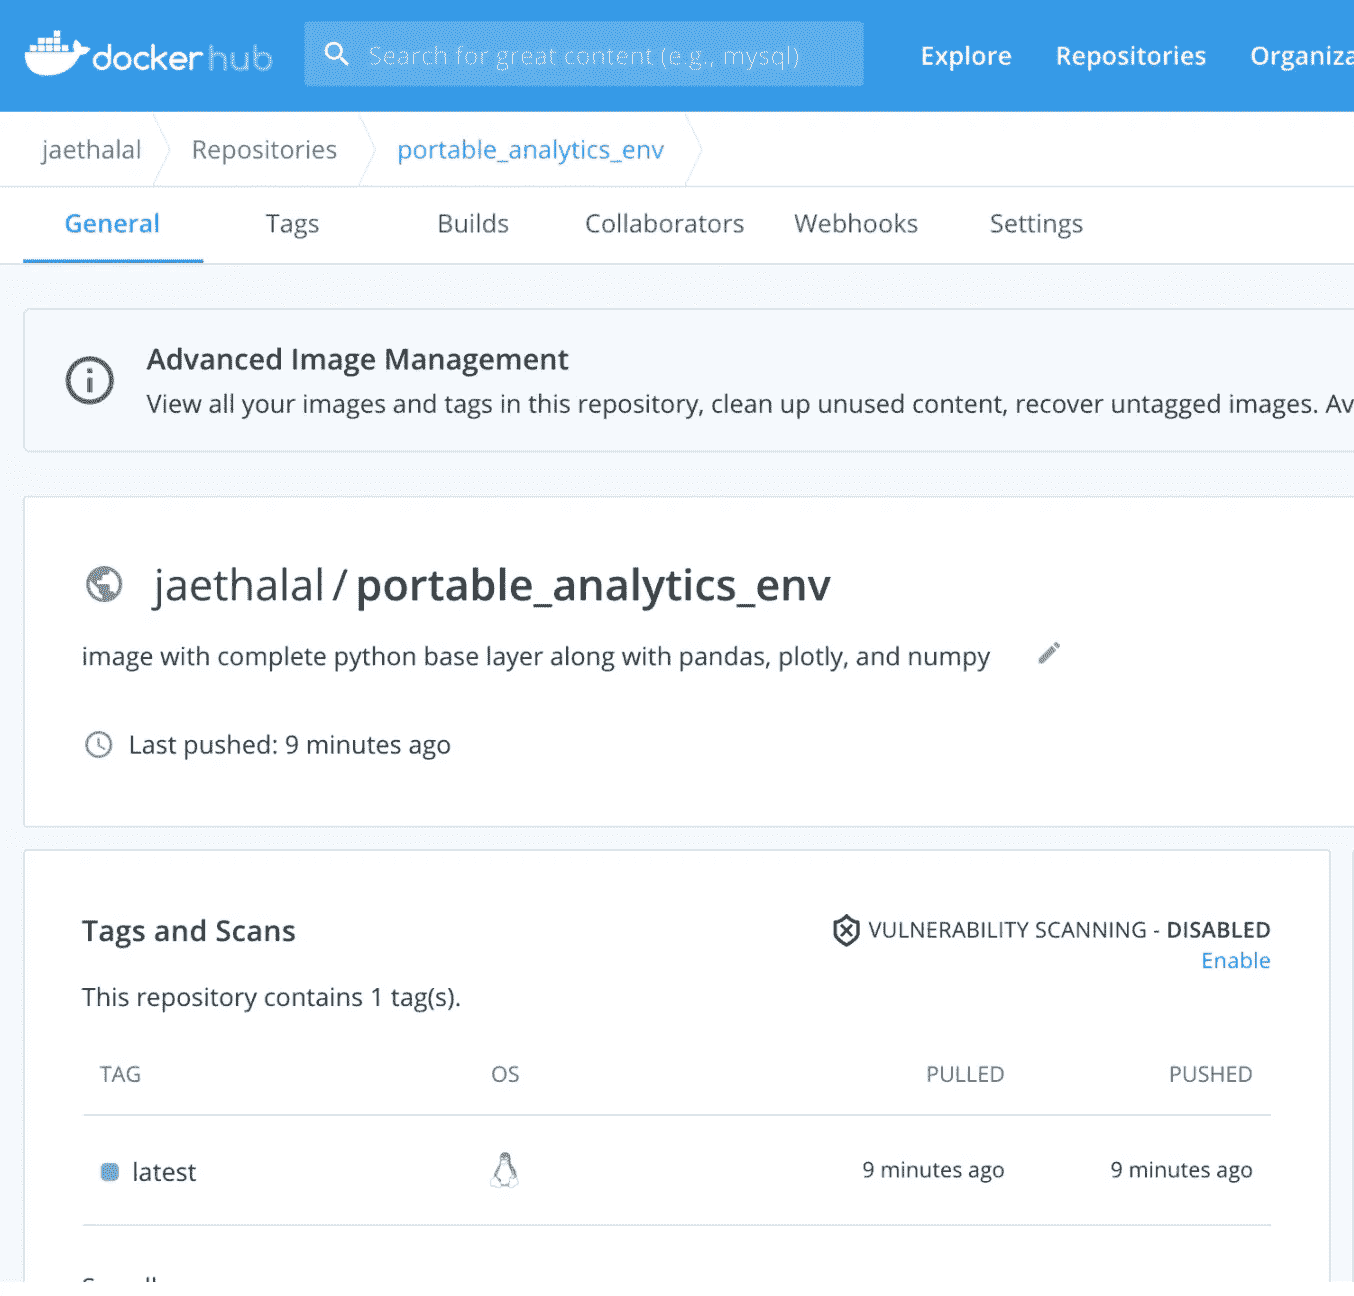 dockerhub Search for great content (e.g., mysql) Explore Repositories Organiza
jaethalal Repositories portable_analytics_env
General Tags Builds Collaborators Webhooks Settings
Advanced Image Management
View all your images and tags in this repository, clean up unused content, recover untagged images. Av
jaethalal / portable_analytics_env
image with complete python base layer along with pandas, plotly, and numpy
Last pushed: 9 minutes ago
Tags and Scans
VULNERABILITY SCANNING - DISABLED
Enable
This repository contains 1 tag(s).
TAG OS PULLED PUSHED
latest 9 minutes ago 9 minutes ago